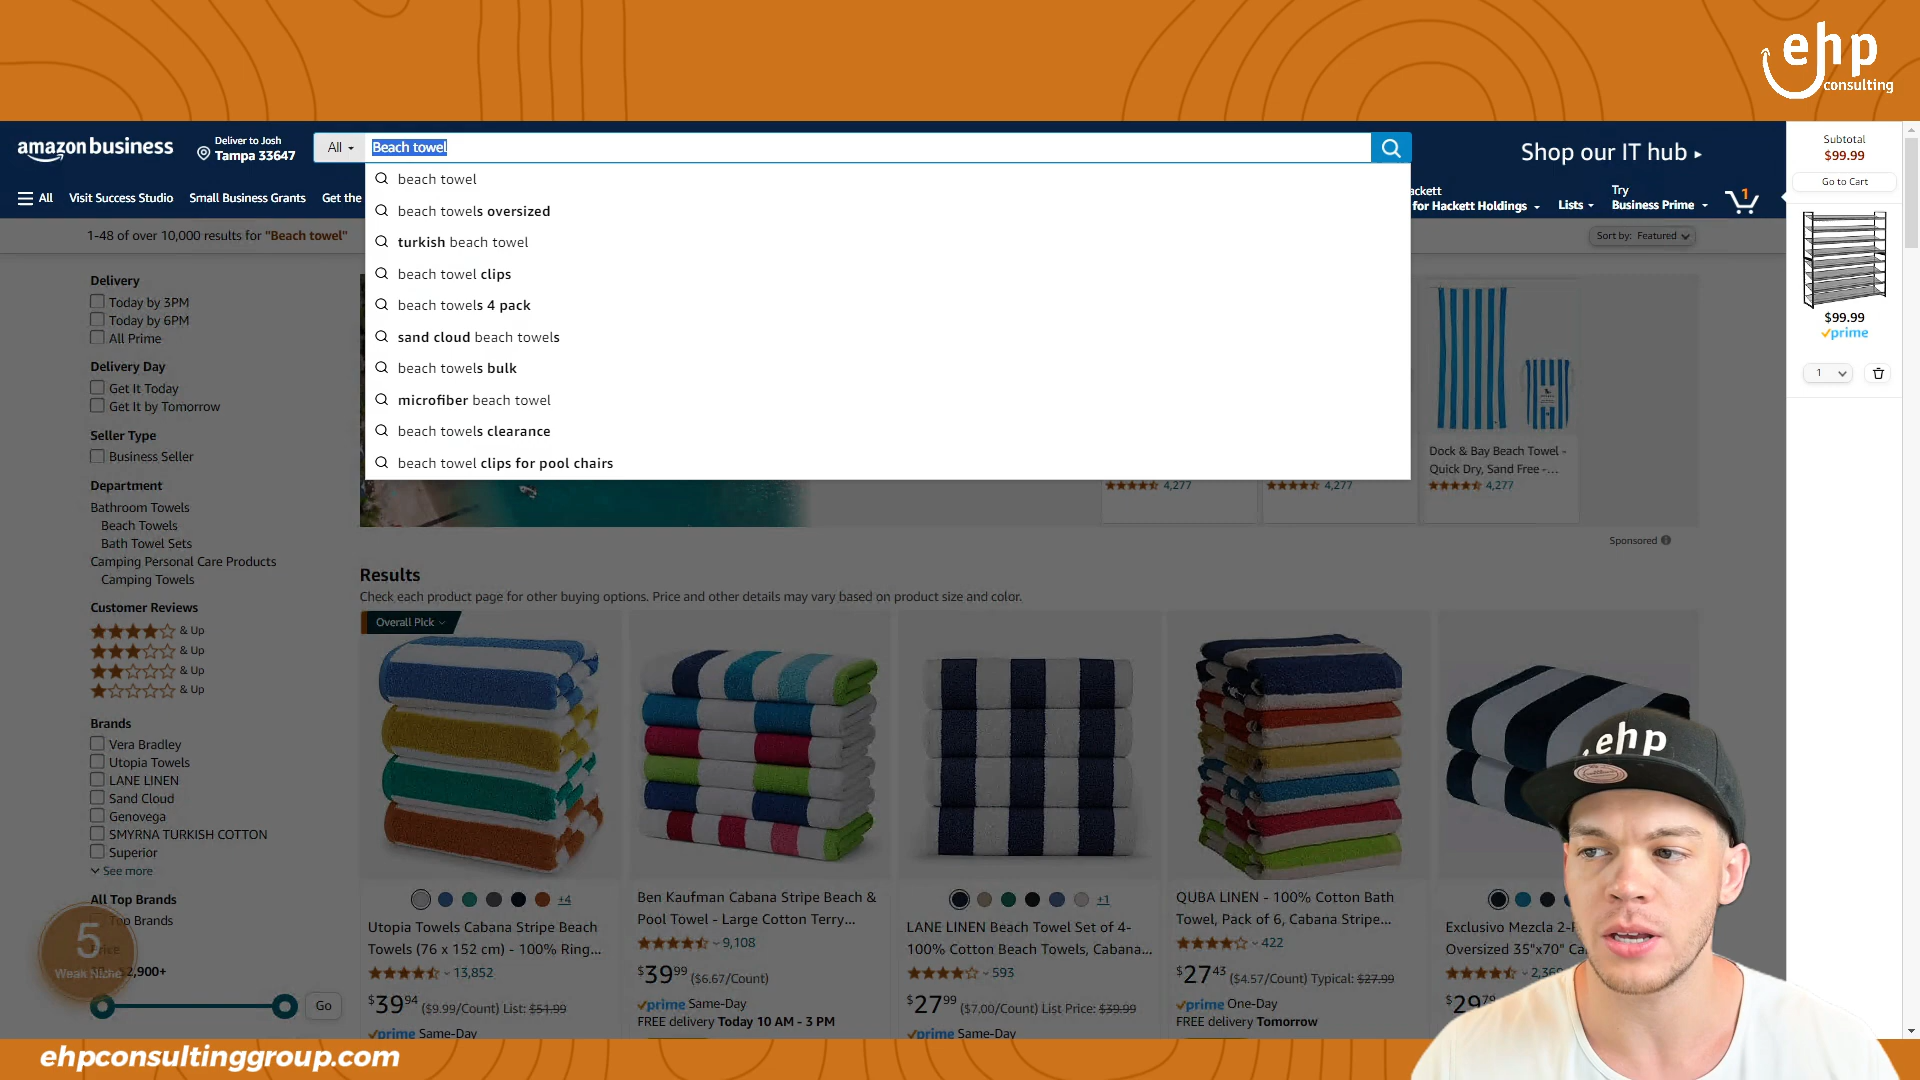 ehp
consulting
amazon business
Deliver to Josh
Tampa 33647
All
Beach towel
Shop our IT hub
Subtotal
$99.99
Go to Cart
All
Visit Success Studio
Small Business Grants
Get the
ackett
for Hackett Holdings
Lists
Try
Business Prime
1
1-48 of over 10,000 results for "Beach towel"
Sort by: Featured
beach towel
beach towels oversized
turkish beach towel
beach towel clips
beach towels 4 pack
sand cloud beach towels
beach towels bulk
microfiber beach towel
beach towels clearance
beach towel clips for pool chairs
$99.99
prime
1
Delivery
Today by 3PM
Today by 6PM
All Prime
Delivery Day
Get It Today
Get It by Tomorrow
Seller Type
Business Seller
Department
Bathroom Towels
Beach Towels
Bath Towel Sets
Camping Personal Care Products
Camping Towels
Customer Reviews
& Up
& Up
& Up
& Up
Brands
Vera Bradley
Utopia Towels
LANE LINEN
Sand Cloud
Genovega
SMYRNA TURKISH COTTON
Superior
See more
All Top Brands
Top Brands
Price
2,900+
5
Weak Niche
Go
Dock & Bay Beach Towel -
Quick Dry, Sand Free -...
4,277
4,277
4,277
Sponsored
Results
Check each product page for other buying options. Price and other details may vary based on product size and color.
Overall Pick
+4
Utopia Towels Cabana Stripe Beach
Towels (76 x 152 cm) - 100% Ring...
13,852
$39.94 ($9.99/Count) List: $51.99
prime Same-Day
Ben Kaufman Cabana Stripe Beach &
Pool Towel - Large Cotton Terry...
9,108
$39.99 ($6.67/Count)
prime Same-Day
FREE delivery Today 10 AM - 3 PM
+1
LANE LINEN Beach Towel Set of 4-
100% Cotton Beach Towels, Cabana...
593
$27.99 ($7.00/Count) List Price: $39.99
prime Same-Day
QUBA LINEN - 100% Cotton Bath
Towel, Pack of 6, Cabana Stripe...
422
$27.43 ($4.57/Count) Typical: $27.99
prime One-Day
FREE delivery Tomorrow
Exclusivo Mezcla 2-
Oversized 35"x70" Ca
$29.79
ehp
ehpconsultinggroup.com